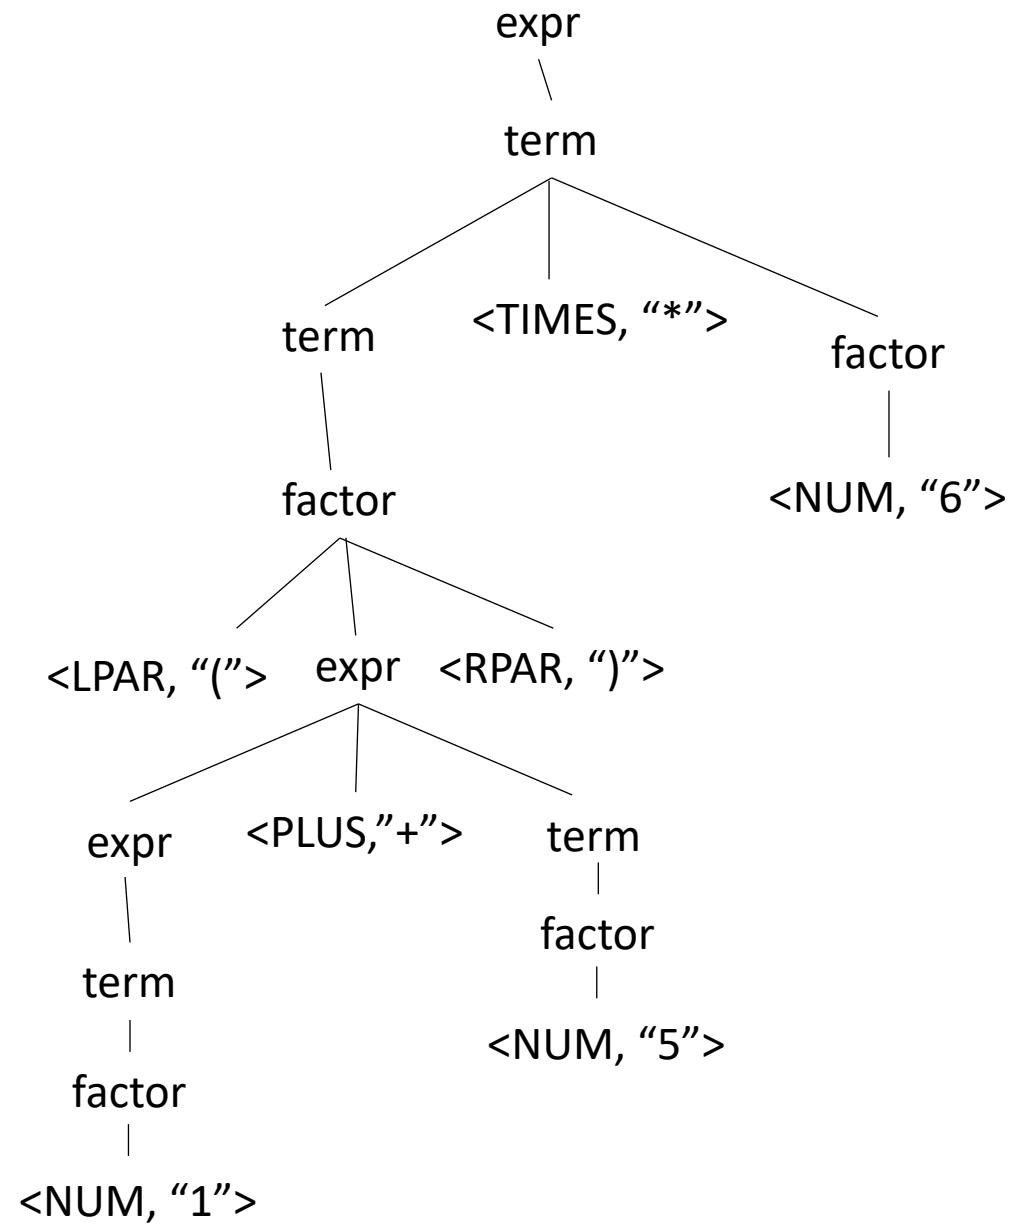 expr
term
term
<TIMES, “*”>
factor
factor
<NUM, “6”>
<LPAR, “(”>
expr
<RPAR, “)”>
expr
<PLUS,”+”>
term
factor
term
<NUM, “5”>
factor
<NUM, “1”>